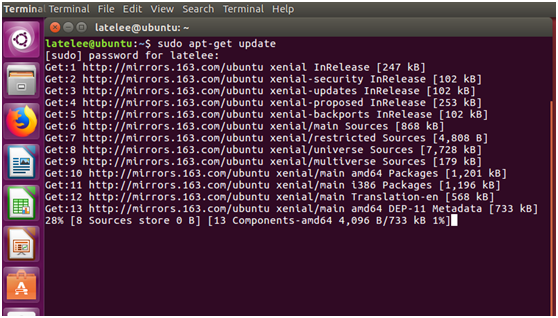 Terminal Terminal File Edit View Search Terminal Help
latelee@ubuntu: ~
latelee@ubuntu:~$ sudo apt-get update
[sudo] password for latelee:
Get:1 http://mirrors.163.com/ubuntu xenial InRelease [247 kB]
Get:2 http://mirrors.163.com/ubuntu xenial-security InRelease [102 kB]
Get:3 http://mirrors.163.com/ubuntu xenial-updates InRelease [102 kB]
Get:4 http://mirrors.163.com/ubuntu xenial-proposed InRelease [253 kB]
Get:5 http://mirrors.163.com/ubuntu xenial-backports InRelease [102 kB]
Get:6 http://mirrors.163.com/ubuntu xenial/main Sources [868 kB]
Get:7 http://mirrors.163.com/ubuntu xenial/restricted Sources [4,808 B]
Get:8 http://mirrors.163.com/ubuntu xenial/universe Sources [7,728 kB]
Get:9 http://mirrors.163.com/ubuntu xenial/multiverse Sources [179 kB]
Get:10 http://mirrors.163.com/ubuntu xenial/main amd64 Packages [1,201 kB]
Get:11 http://mirrors.163.com/ubuntu xenial/main i386 Packages [1,196 kB]
Get:12 http://mirrors.163.com/ubuntu xenial/main Translation-en [568 kB]
Get:13 http://mirrors.163.com/ubuntu xenial/main amd64 DEP-11 Metadata [733 kB]
28% [8 Sources store 0 B] [13 Components-amd64 4,096 B/733 kB 1%]